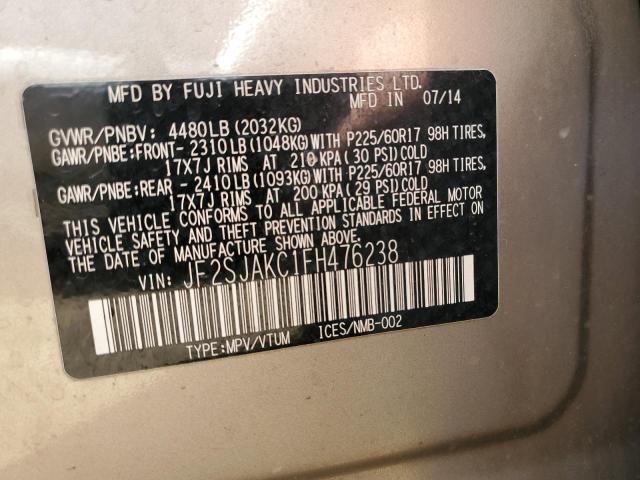 MFD BY FUJI HEAVY INDUSTRIES LTD.
MFD IN 07/14
GVWR/PNBV: 4480LB(2032KG)
GAWR/PNBE:FRONT- 2310LB(1048KG)WITH P225/60R17 98H TIRES,
17X7J RIMS AT 210 KPA( 30 PSI)COLD
GAWR/PNBE:REAR - 2410LB(1093KG)WITH P225/60R17 98H TIRES,
17X7J RIMS AT 200 KPA( 29 PSI)COLD
THIS VEHICLE CONFORMS TO ALL APPLICABLE FEDERAL MOTOR
VEHICLE SAFETY AND THEFT PREVENTION STANDARDS IN EFFECT ON
THE DATE OF MANUFACTURE SHOWN ABOVE.
VIN: JF2SJAKC1FH476238
TYPE:MPV/VTUM ICES/NMB-002